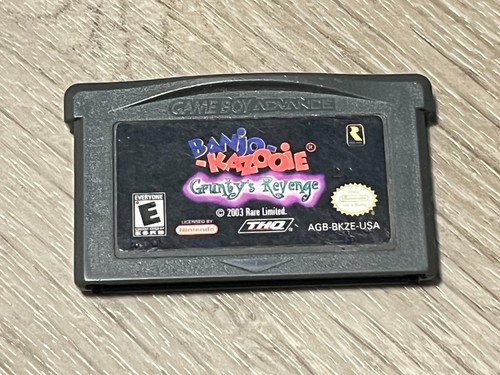 GAME BOY ADVANCE
BANJO-
-KAZOOIE®
Grunty's Revenge
© 2003 Rare Limited.
EVERYONE
E
LICENSED BY
Nintendo
THQ
AGB-BKZE-USA